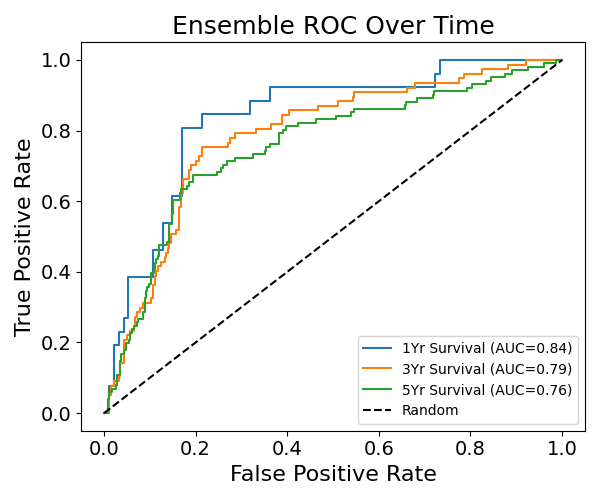 Ensemble ROC Over Time
True Positive Rate
1.0
0.8
0.6
0.4
0.2
0.0
1Yr Survival (AUC=0.84)
3Yr Survival (AUC=0.79)
5Yr Survival (AUC=0.76)
Random
0.0 0.2 0.4 0.6 0.8 1.0
False Positive Rate